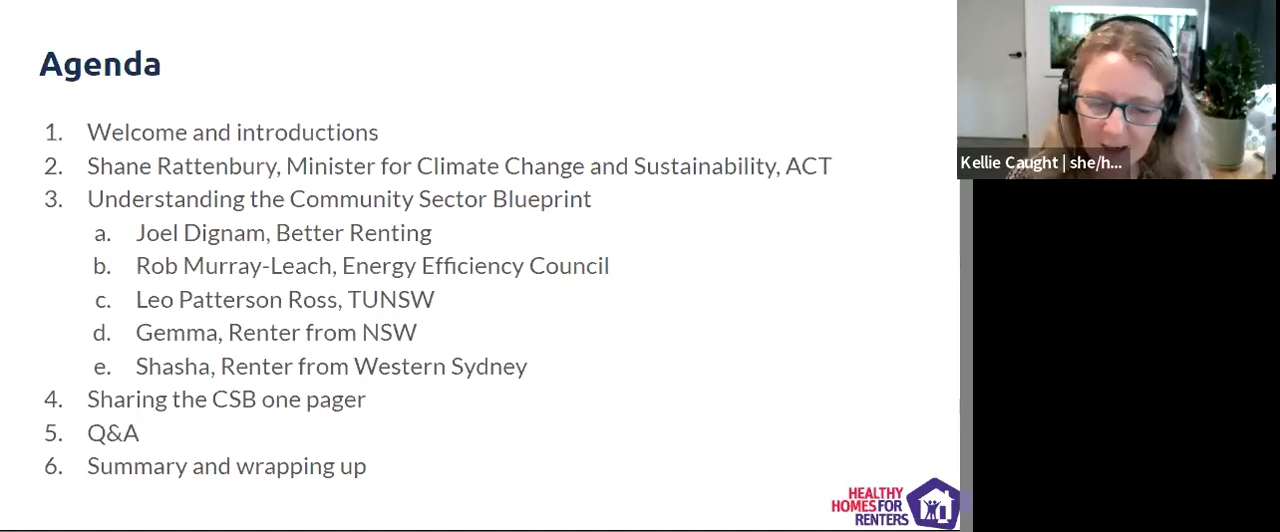 Agenda
1. Welcome and introductions
2. Shane Rattenbury, Minister for Climate Change and Sustainability, ACT
3. Understanding the Community Sector Blueprint
a. Joel Dignam, Better Renting
b. Rob Murray-Leach, Energy Efficiency Council
c. Leo Patterson Ross, TUNSW
d. Gemma, Renter from NSW
e. Shasha, Renter from Western Sydney
4. Sharing the CSB one pager
5. Q&A
6. Summary and wrapping up
Kellie Caught | she/h...
HEALTHY
HOMES FOR
RENTERS